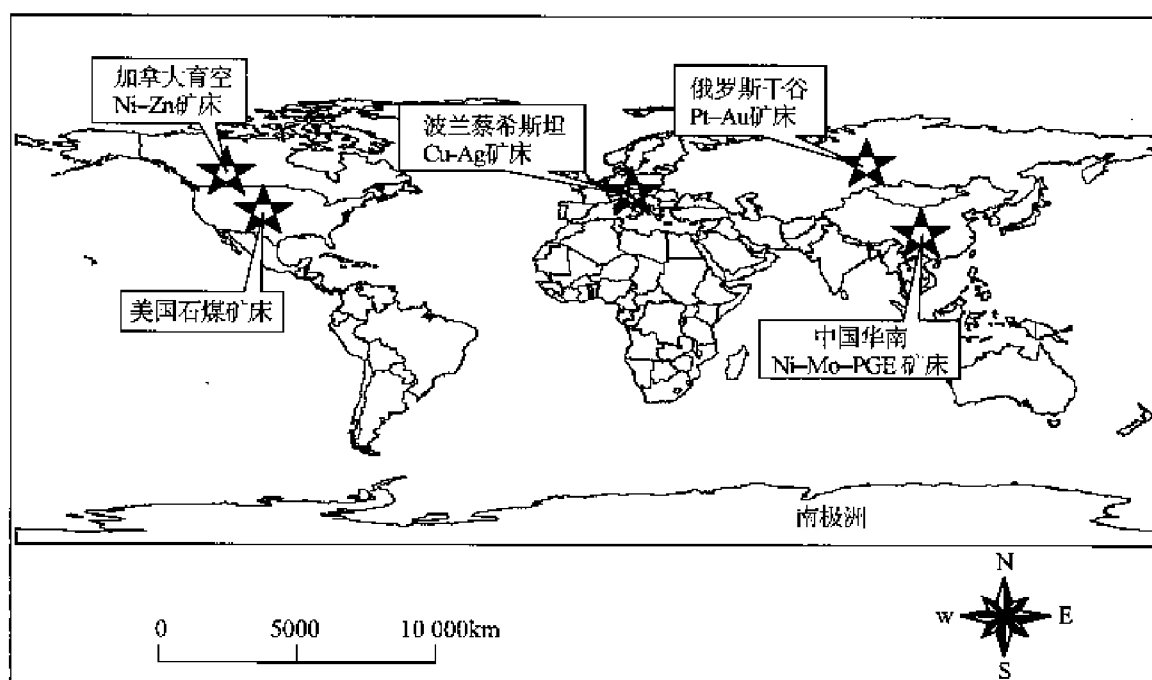 加拿大育空
Ni-Zn矿床
波兰蔡希斯坦
Cu-Ag矿床
俄罗斯干谷
Pt-Au矿床
美国石煤矿床
中国华南
Ni-Mo-PGE矿床
南极洲
0 5000 10 000km
N
W E
S